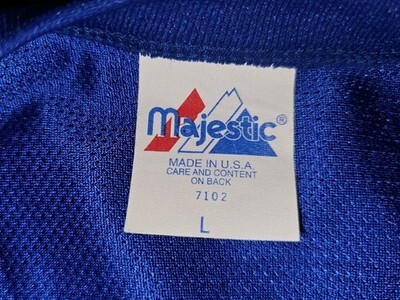 Majestic®
MADE IN U.S.A.
CARE AND CONTENT
ON BACK
7102
L